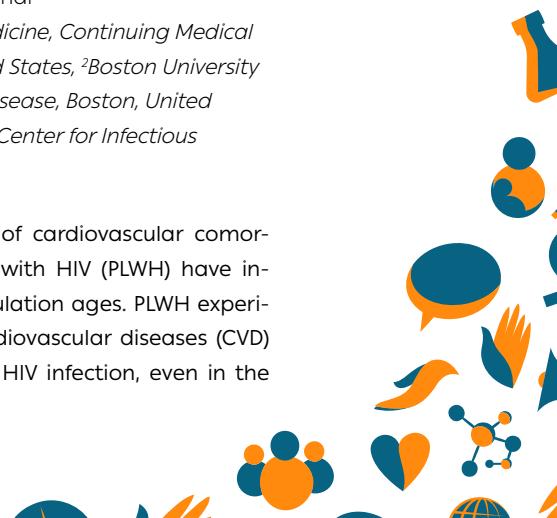 dicine, Continuing Medical
States, ²Boston University
sease, Boston, United
Center for Infectious
of cardiovascular comor-
with HIV (PLWH) have in-
ulation ages. PLWH experi-
diovascular diseases (CVD)
HIV infection, even in the